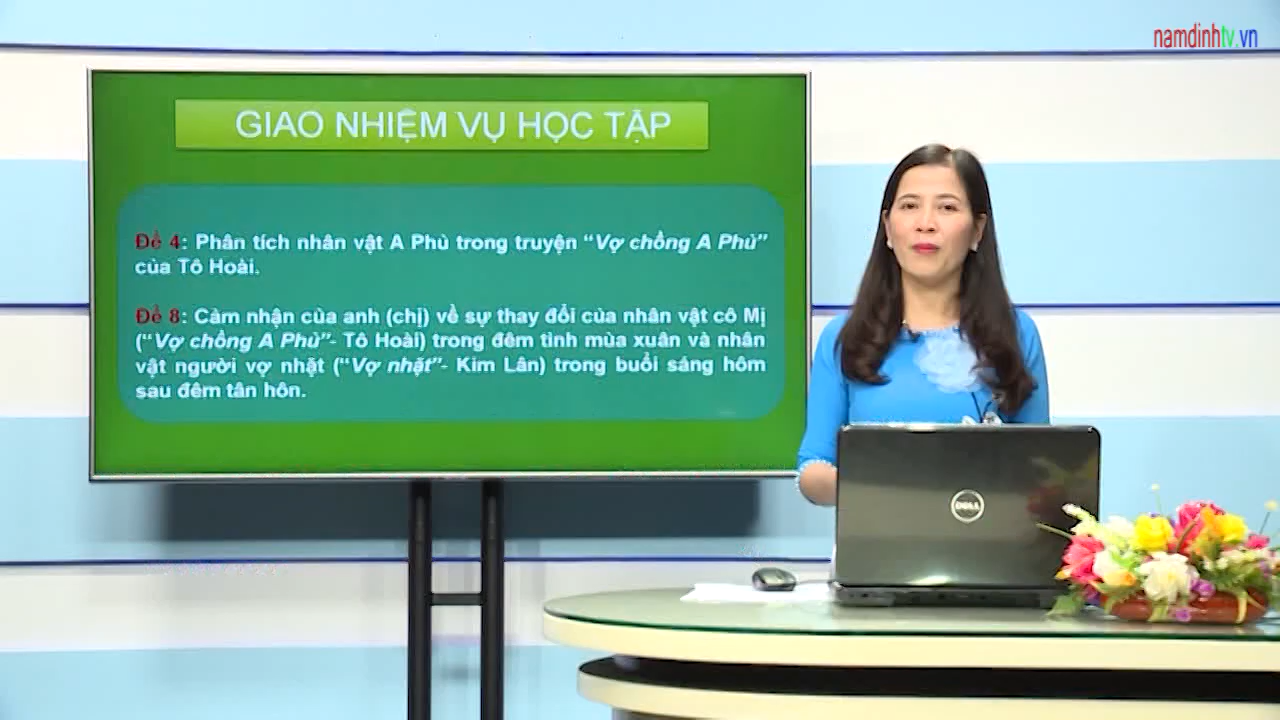 namdinhtv.vn
GIAO NHIỆM VỤ HỌC TẬP
Đề 4: Phân tích nhân vật A Phủ trong truyện “Vợ chồng A Phủ”
của Tô Hoài.
Đề 8: Cảm nhận của anh (chị) về sự thay đổi của nhân vật cô Mị
(“Vợ chồng A Phủ”- Tô Hoài) trong đêm tình mùa xuân và nhân
vật người vợ nhặt (“Vợ nhặt”- Kim Lân) trong buổi sáng hôm
sau đêm tân hôn.
DELL